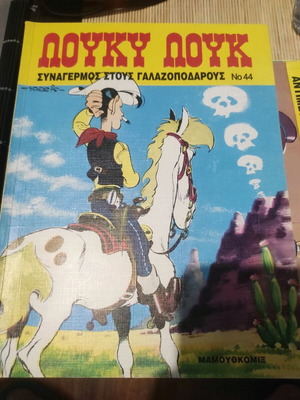 ΛΟΥΚΥ ΛΟΥΚ
ΣΥΝΑΓΕΡΜΟΣ ΣΤΟΥΣ ΓΑΛΑΖΟΠΟΔΑΡΟΥΣ Νο 44
ΜΑΜΟΥΘΚΟΜΙΞ